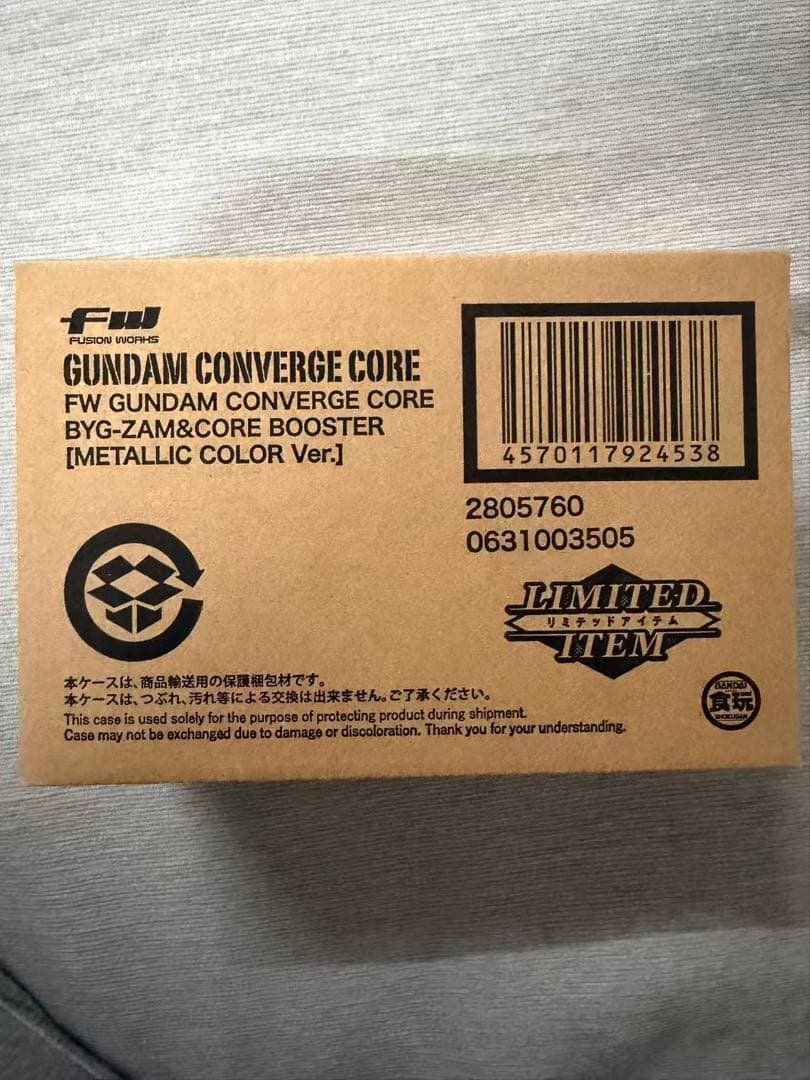 FW
FUSION WORKS
GUNDAM CONVERGE CORE
FW GUNDAM CONVERGE CORE
BYG-ZAM&CORE BOOSTER
[METALLIC COLOR Ver.]
4570117924538
2805760
0631003505
LIMITED
リミテッドアイテム
ITEM
本ケースは、商品輸送用の保護梱包材です。
本ケースは、つぶれ、汚れ等による交換は出来ません。ご了承ください。
This case is used solely for the purpose of protecting product during shipment.
Case may not be exchanged due to damage or discoloration. Thank you for your understanding.
BANDAI
食玩
SHOKUGAN